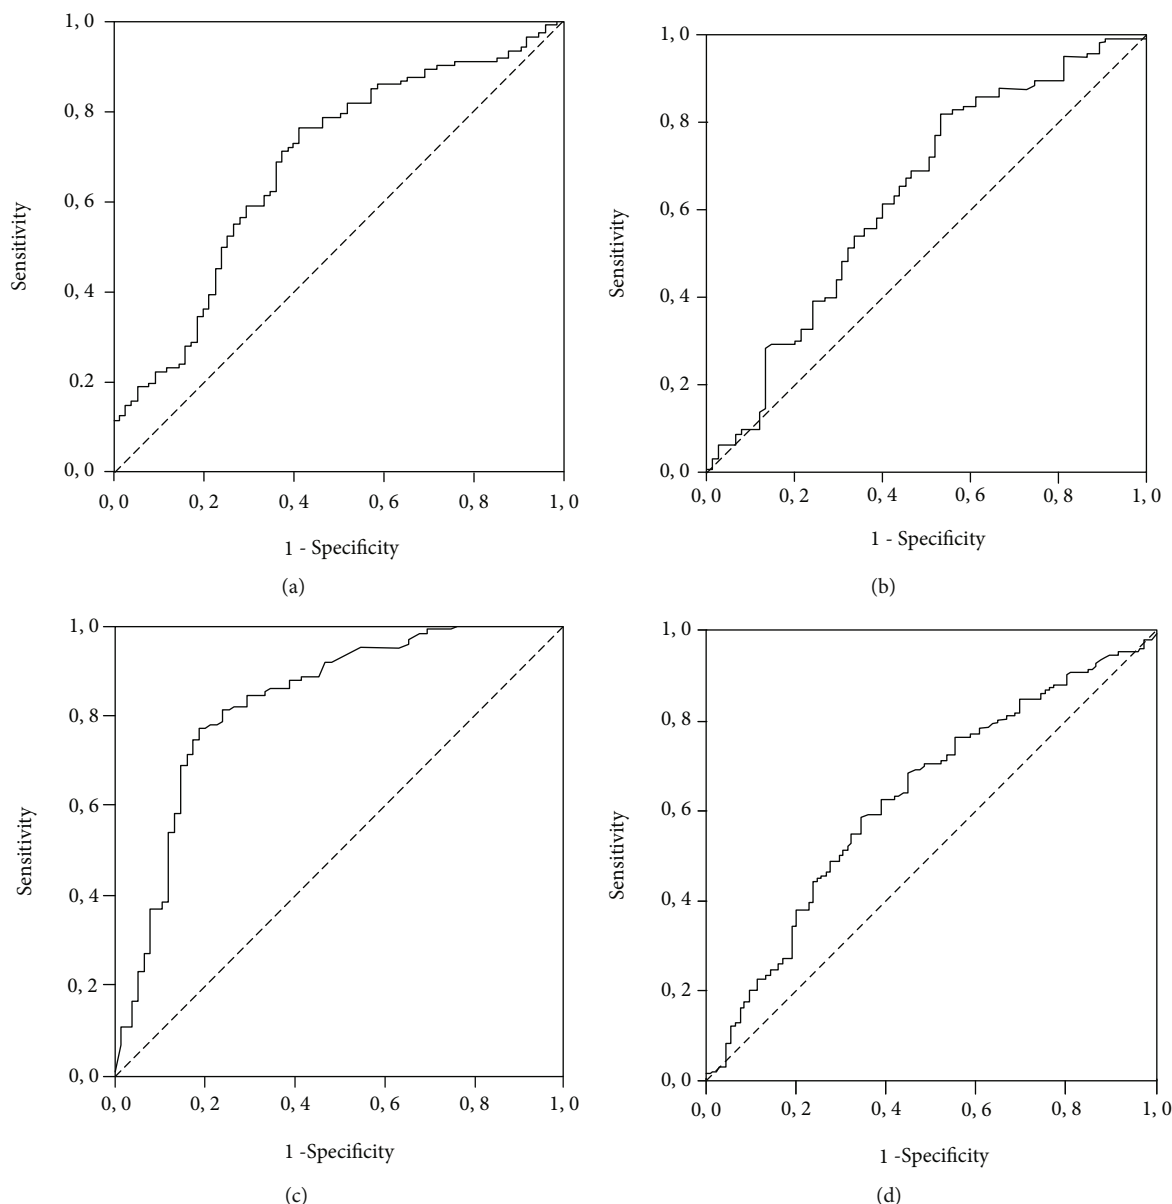 1, 0
0, 8
0, 6
0, 4
0, 2
0, 0
Sensitivity
0, 0 0, 2 0, 4 0, 6 0, 8 1, 0
1 - Specificity
(a)
1, 0
0, 8
0, 6
0, 4
0, 2
0, 0
Sensitivity
0, 0 0, 2 0, 4 0, 6 0, 8 1, 0
1 - Specificity
(b)
1, 0
0, 8
0, 6
0, 4
0, 2
0, 0
Sensitivity
0, 0 0, 2 0, 4 0, 6 0, 8 1, 0
1 -Specificity
(c)
1, 0
0, 8
0, 6
0, 4
0, 2
0, 0
Sensitivity
0, 0 0, 2 0, 4 0, 6 0, 8 1, 0
1 -Specificity
(d)